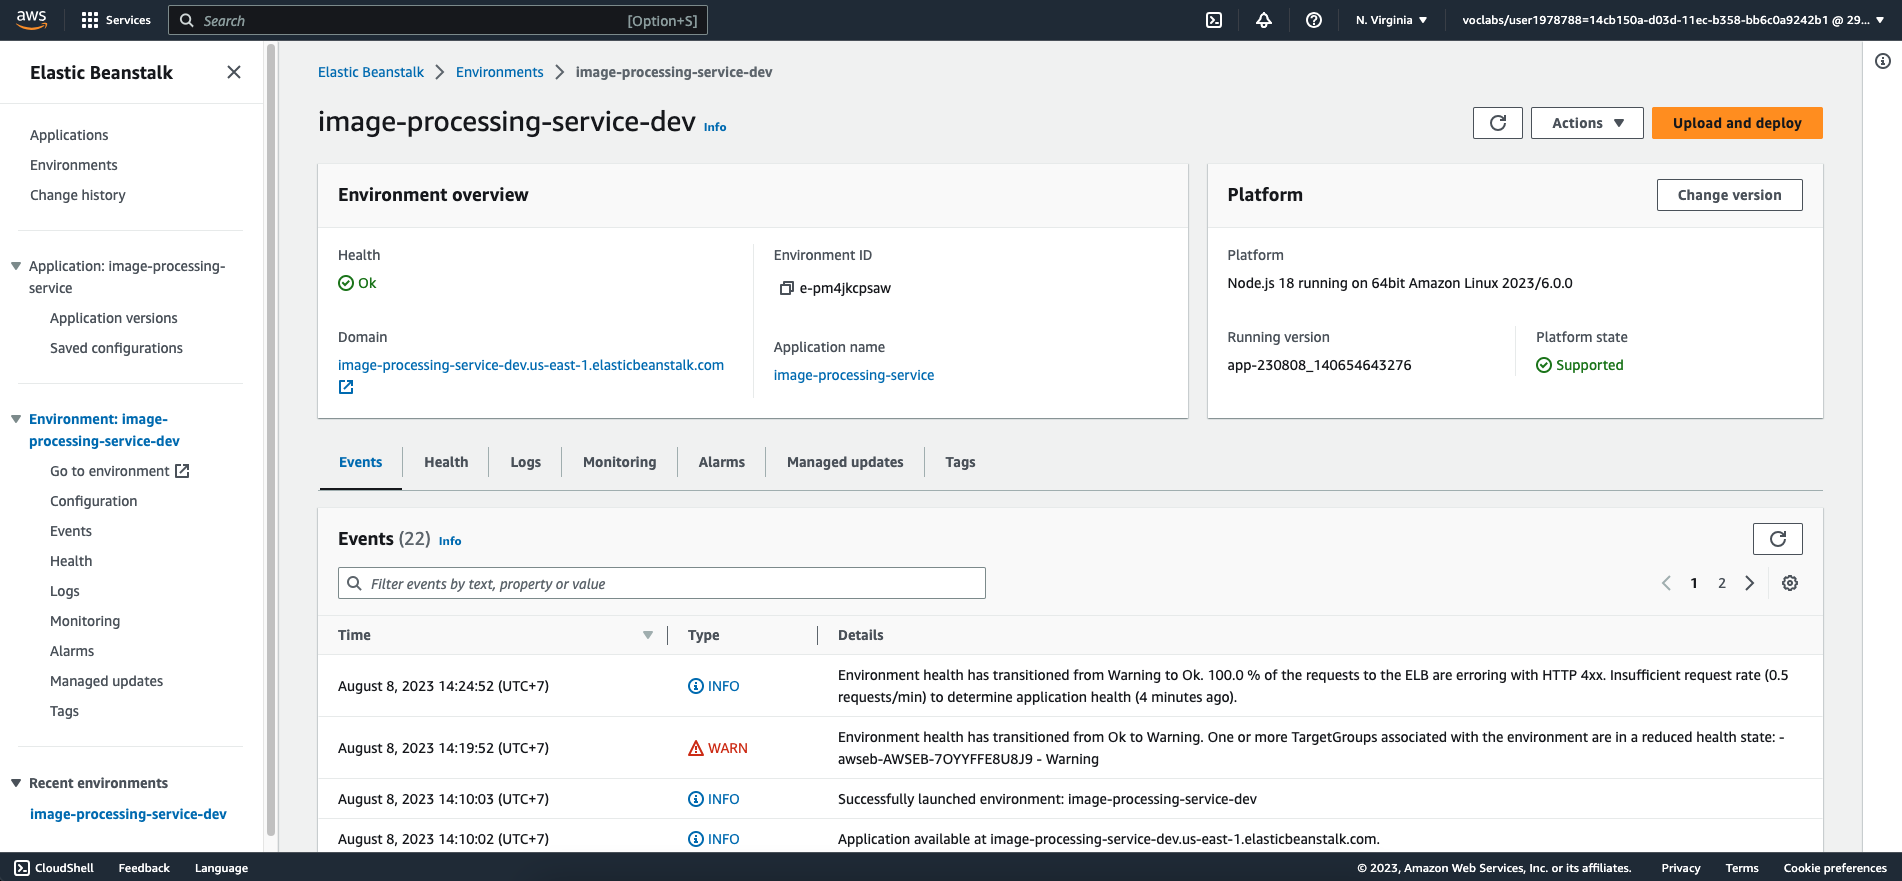 aws
Services
Search
[Option+S]
N. Virginia
voclabs/user1978788=14cb150a-d03d-11ec-b358-bb6c0a9242b1 @ 29...
Elastic Beanstalk
Applications
Environments
Change history
Application: image-processing-
service
Application versions
Saved configurations
Environment: image-
processing-service-dev
Go to environment
Configuration
Events
Health
Logs
Monitoring
Alarms
Managed updates
Tags
Recent environments
image-processing-service-dev
Elastic Beanstalk
Environments
image-processing-service-dev
image-processing-service-dev Info
Actions
Upload and deploy
Environment overview
Health
Ok
Domain
image-processing-service-dev.us-east-1.elasticbeanstalk.com
Environment ID
e-pm4jkcpsaw
Application name
image-processing-service
Platform
Change version
Platform
Node.js 18 running on 64bit Amazon Linux 2023/6.0.0
Running version
app-230808_140654643276
Platform state
Supported
Events
Health
Logs
Monitoring
Alarms
Managed updates
Tags
Events (22) Info
Filter events by text, property or value
1 2
Time Type Details
August 8, 2023 14:24:52 (UTC+7)
INFO
Environment health has transitioned from Warning to Ok. 100.0 % of the requests to the ELB are erroring with HTTP 4xx. Insufficient request rate (0.5
requests/min) to determine application health (4 minutes ago).
August 8, 2023 14:19:52 (UTC+7)
WARN
Environment health has transitioned from Ok to Warning. One or more TargetGroups associated with the environment are in a reduced health state: -
awseb-AWSEB-7OYYFFE8U8J9 - Warning
August 8, 2023 14:10:03 (UTC+7)
INFO
Successfully launched environment: image-processing-service-dev
August 8, 2023 14:10:02 (UTC+7)
INFO
Application available at image-processing-service-dev.us-east-1.elasticbeanstalk.com.
CloudShell
Feedback
Language
© 2023, Amazon Web Services, Inc. or its affiliates.
Privacy
Terms
Cookie preferences